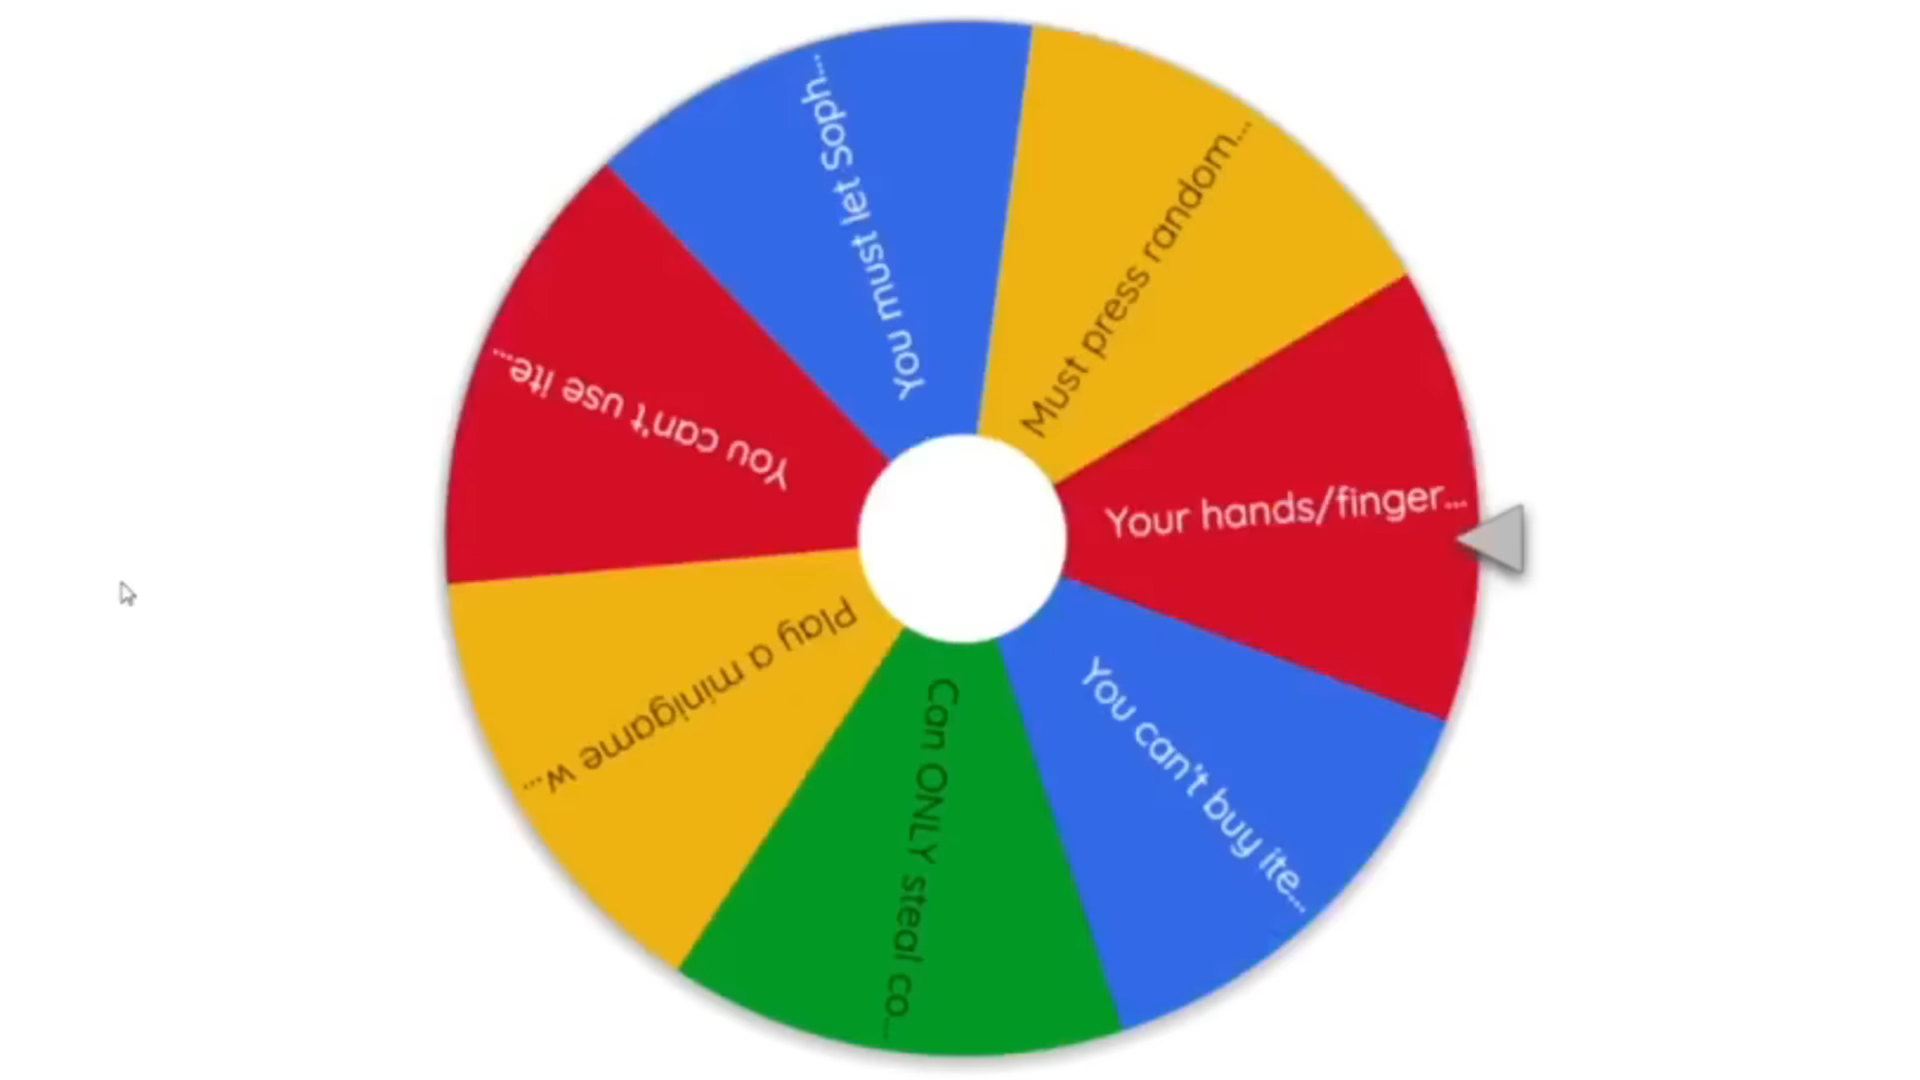 You must let Soph...
Must press random...
Your hands/finger...
You can't buy ite...
Can ONLY steal co...
Play a minigame w...
You can't use ite...